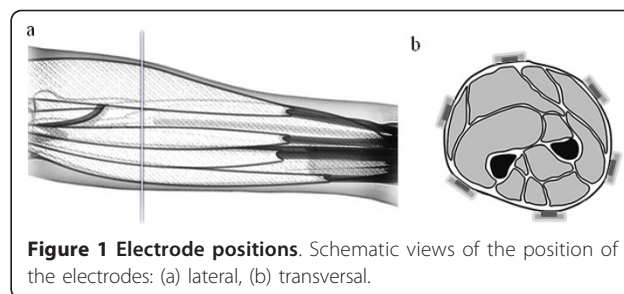 a
b
Figure 1 Electrode positions. Schematic views of the position of
the electrodes: (a) lateral, (b) transversal.